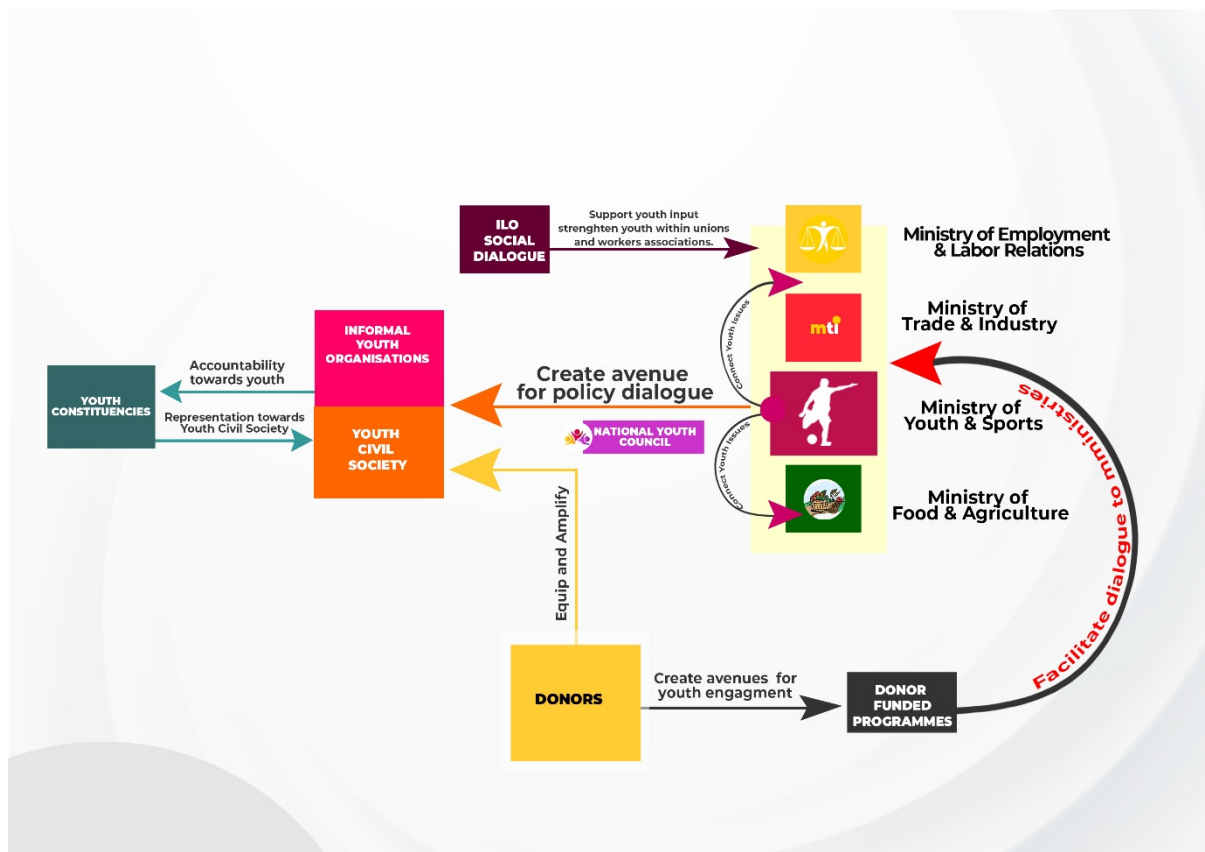 ILO
SOCIAL
DIALOGUE
Support youth input
strenghten youth within unions
and workers associations.
Ministry of Employment
& Labor Relations
mti
Ministry of
Trade & Industry
Connect Youth issues
INFORMAL
YOUTH
ORGANISATIONS
Accountability
towards youth
YOUTH
CONSTITUENCIES
Representation towards
Youth Civil Society
YOUTH
CIVIL
SOCIETY
Create avenue
for policy dialogue
NATIONAL YOUTH
COUNCIL
Ministry of
Youth & Sports
Connect Youth issues
Ministry of
Food & Agriculture
Equip and Amplify
DONORS
Create avenues for
youth engagment
DONOR
FUNDED
PROGRAMMES
Facilitate dialogue to mministries